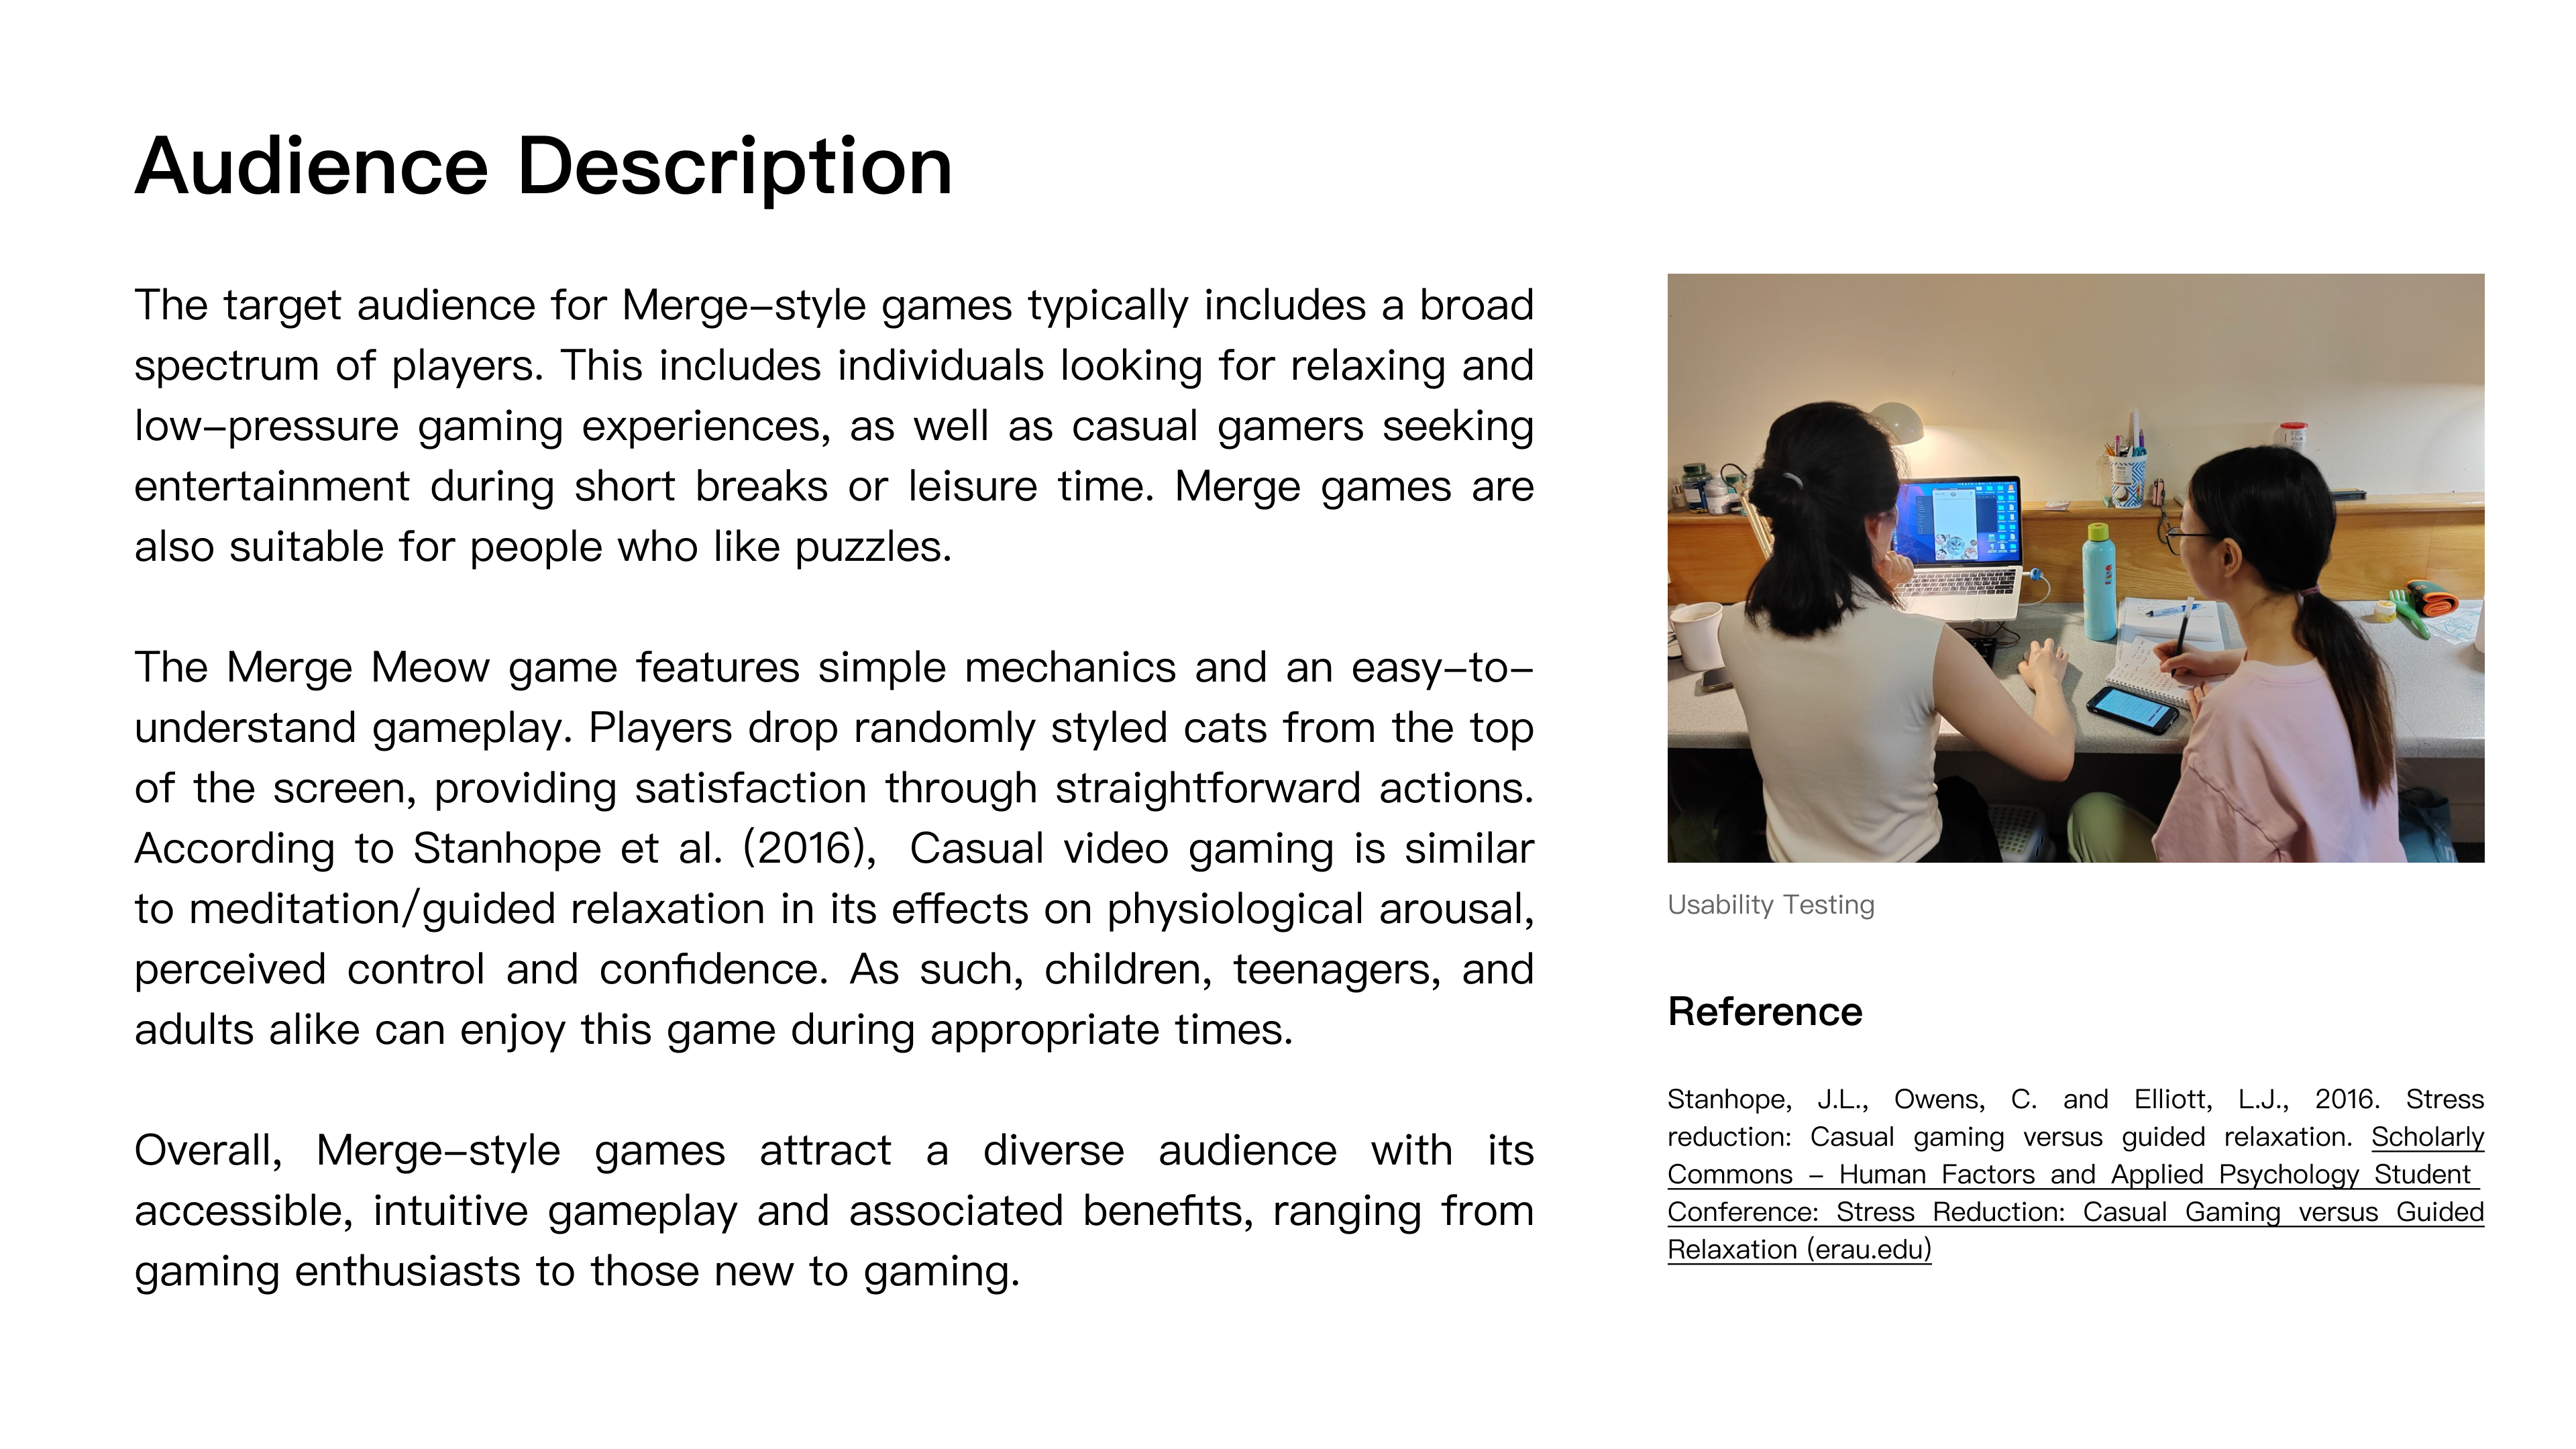 Audience Description
The target audience for Merge–style games typically includes a broad
spectrum of players. This includes individuals looking for relaxing and
low–pressure gaming experiences, as well as casual gamers seeking
entertainment during short breaks or leisure time. Merge games are
also suitable for people who like puzzles.
The Merge Meow game features simple mechanics and an easy–to–
understand gameplay. Players drop randomly styled cats from the top
of the screen, providing satisfaction through straightforward actions.
According to Stanhope et al. (2016),  Casual video gaming is similar
to meditation/guided relaxation in its effects on physiological arousal,
perceived control and confidence. As such, children, teenagers, and
adults alike can enjoy this game during appropriate times.
Overall, Merge–style games attract a diverse audience with its
accessible, intuitive gameplay and associated benefits, ranging from
gaming enthusiasts to those new to gaming.
Usability Testing
Reference
Stanhope, J.L., Owens, C. and Elliott, L.J., 2016. Stress
reduction: Casual gaming versus guided relaxation. Scholarly
Commons – Human Factors and Applied Psychology Student
Conference: Stress Reduction: Casual Gaming versus Guided
Relaxation (erau.edu)